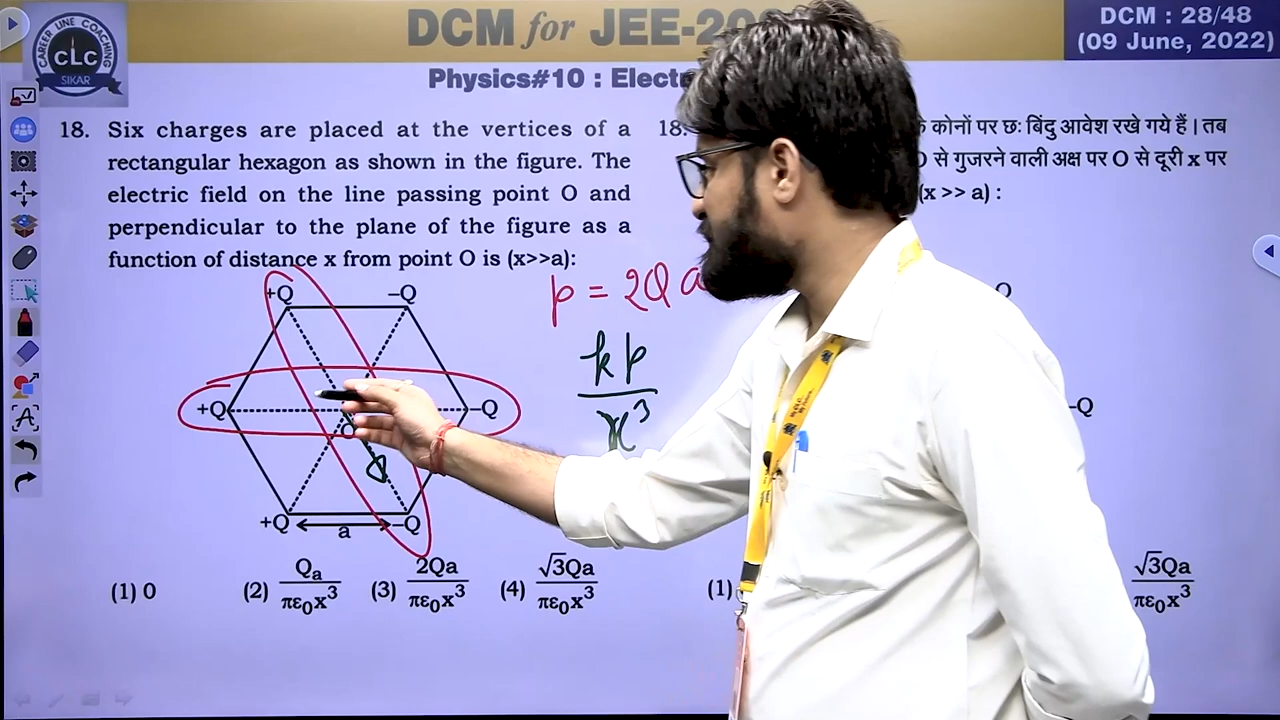 DCM for JEE-20
DCM : 28/48
(09 June, 2022)
CAREER LINE COACHING
CLC
SIKAR
Physics#10 : Elect
18. Six charges are placed at the vertices of a
rectangular hexagon as shown in the figure. The
electric field on the line passing point O and
perpendicular to the plane of the figure as a
function of distance x from point O is (x>>a):
+Q
−Q
+Q
−Q
O
+Q
−Q
a
p = 2Q a
kp
x³
(1) 0
(2) Qa/πε₀x³
(3) 2Qa/πε₀x³
(4) √3Qa/πε₀x³
18.
कोनों पर छः बिंदु आवेश रखे गये हैं। तब
से गुजरने वाली अक्ष पर O से दूरी x पर
(x >> a) :
−Q
(1)
√3Qa/πε₀x³